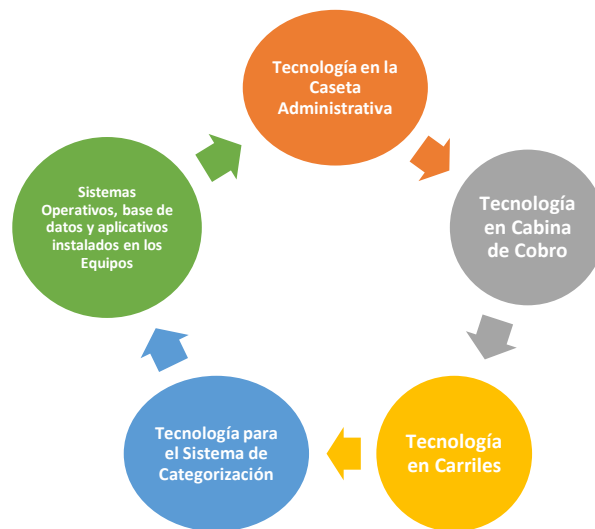 Tecnología en la
Caseta
Administrativa
Tecnología
en Cabina
de Cobro
Tecnología
en Carriles
Tecnología para
el Sistema de
Categorización
Sistemas
Operativos, base de
datos y aplicativos
instalados en los
Equipos